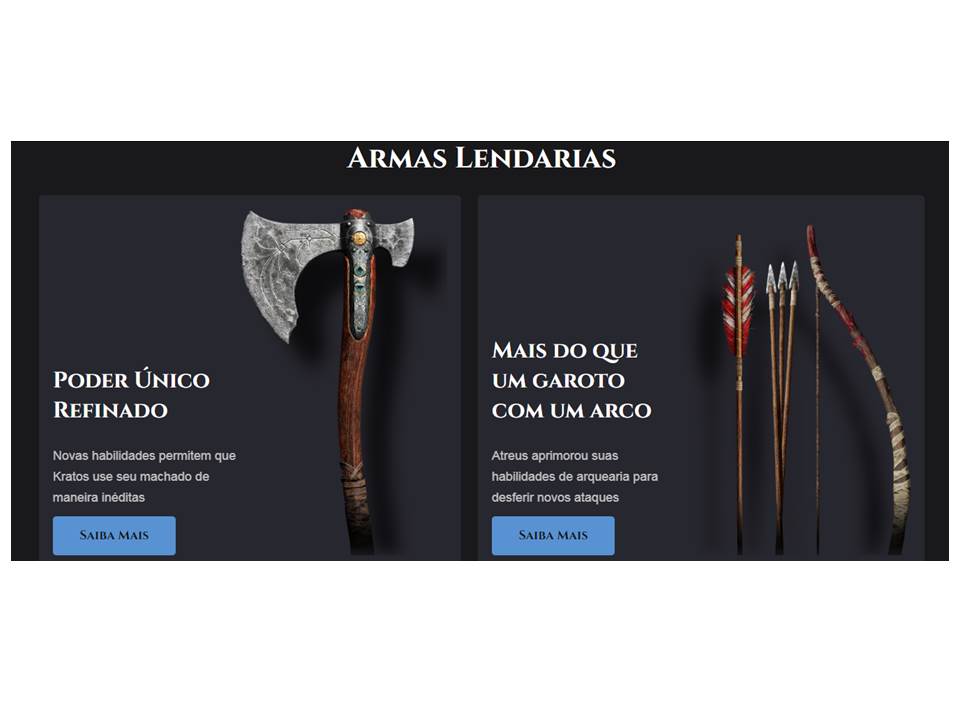 Armas Lendarias
Poder Único
Refinado
Novas habilidades permitem que
Kratos use seu machado de
maneira inéditas
Saiba Mais
Mais do que
um garoto
com um arco
Atreus aprimorou suas
habilidades de arquearia para
desferir novos ataques
Saiba Mais